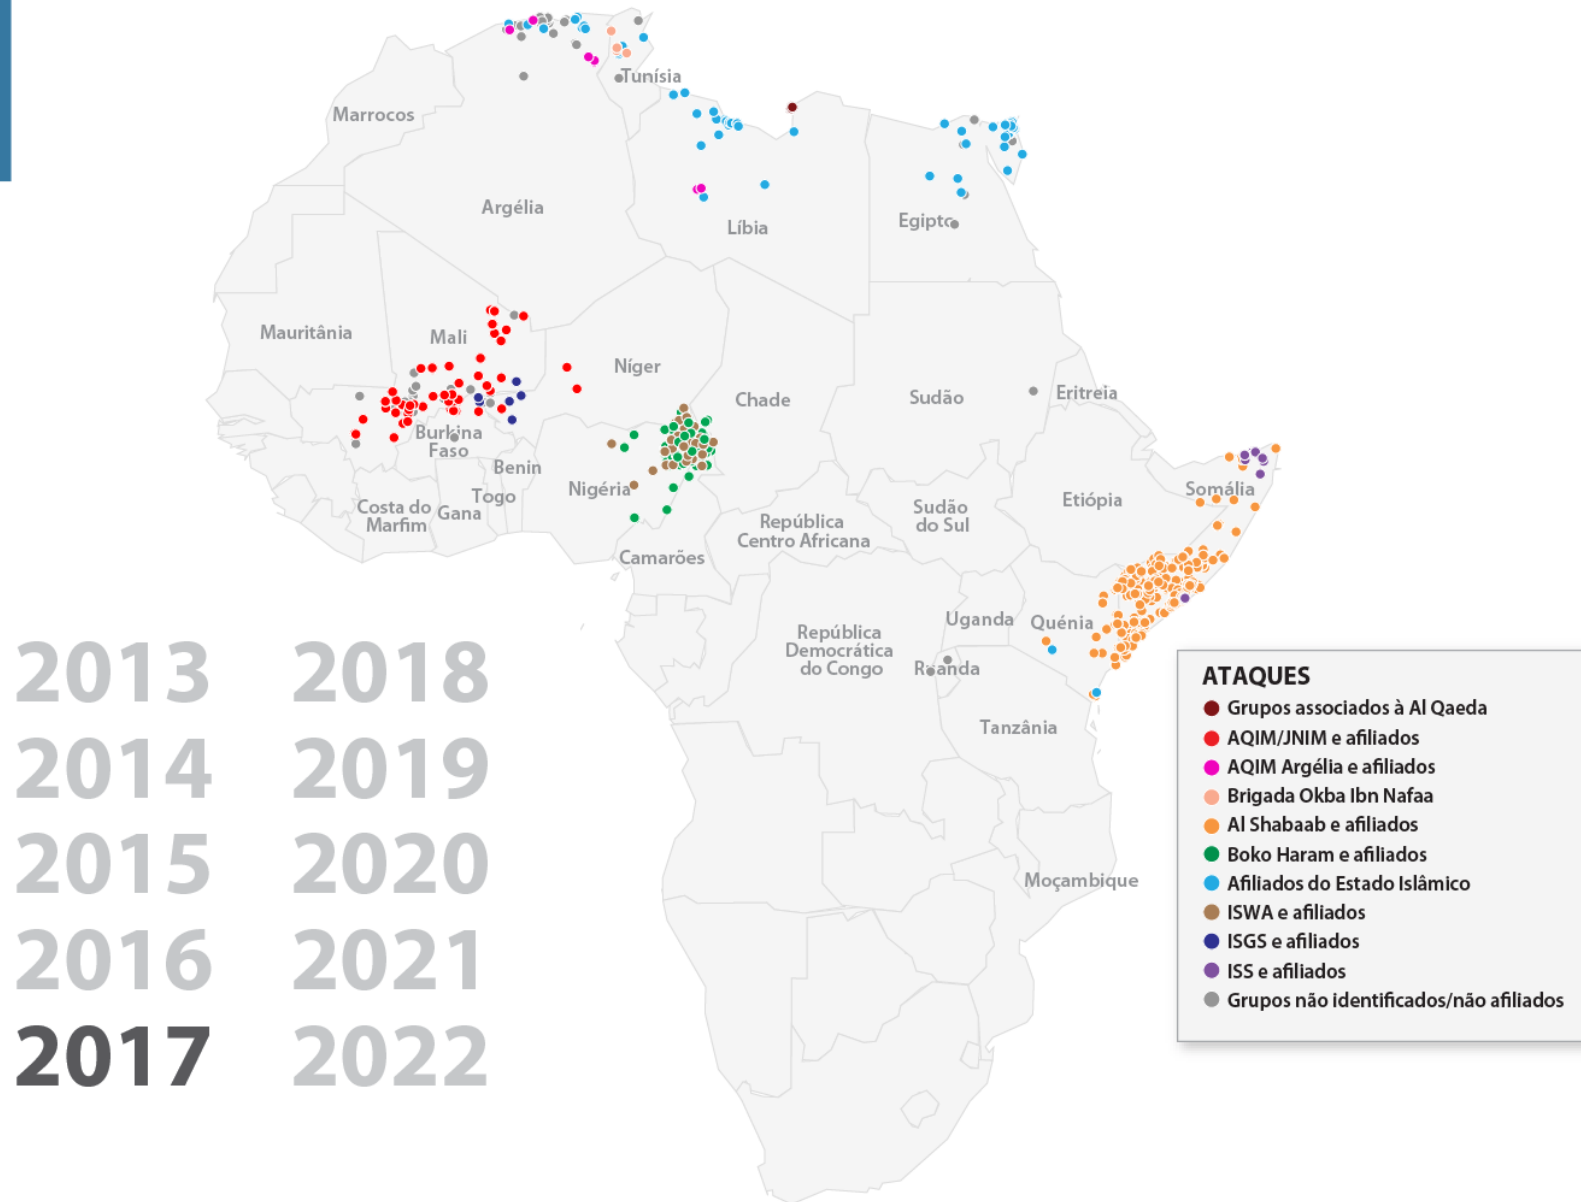 Tunísia
Marrocos
Argélia
Líbia
Egipto
Mauritânia
Mali
Níger
Chade
Sudão
Eritreia
Burkina
Faso
Benin
Togo
Nigéria
Costa do
Marfim
Gana
Camarões
República
Centro Africana
Sudão
do Sul
Etiópia
Somália
Uganda
Quénia
República
Democrática
do Congo
Ruanda
Tanzânia
Moçambique
2013
2018
2014
2019
2015
2020
2016
2021
2017
2022
ATAQUES
Grupos associados à Al Qaeda
AQIM/JNIM e afiliados
AQIM Argélia e afiliados
Brigada Okba Ibn Nafaa
Al Shabaab e afiliados
Boko Haram e afiliados
Afiliados do Estado Islâmico
ISWA e afiliados
ISGS e afiliados
ISS e afiliados
Grupos não identificados/não afiliados